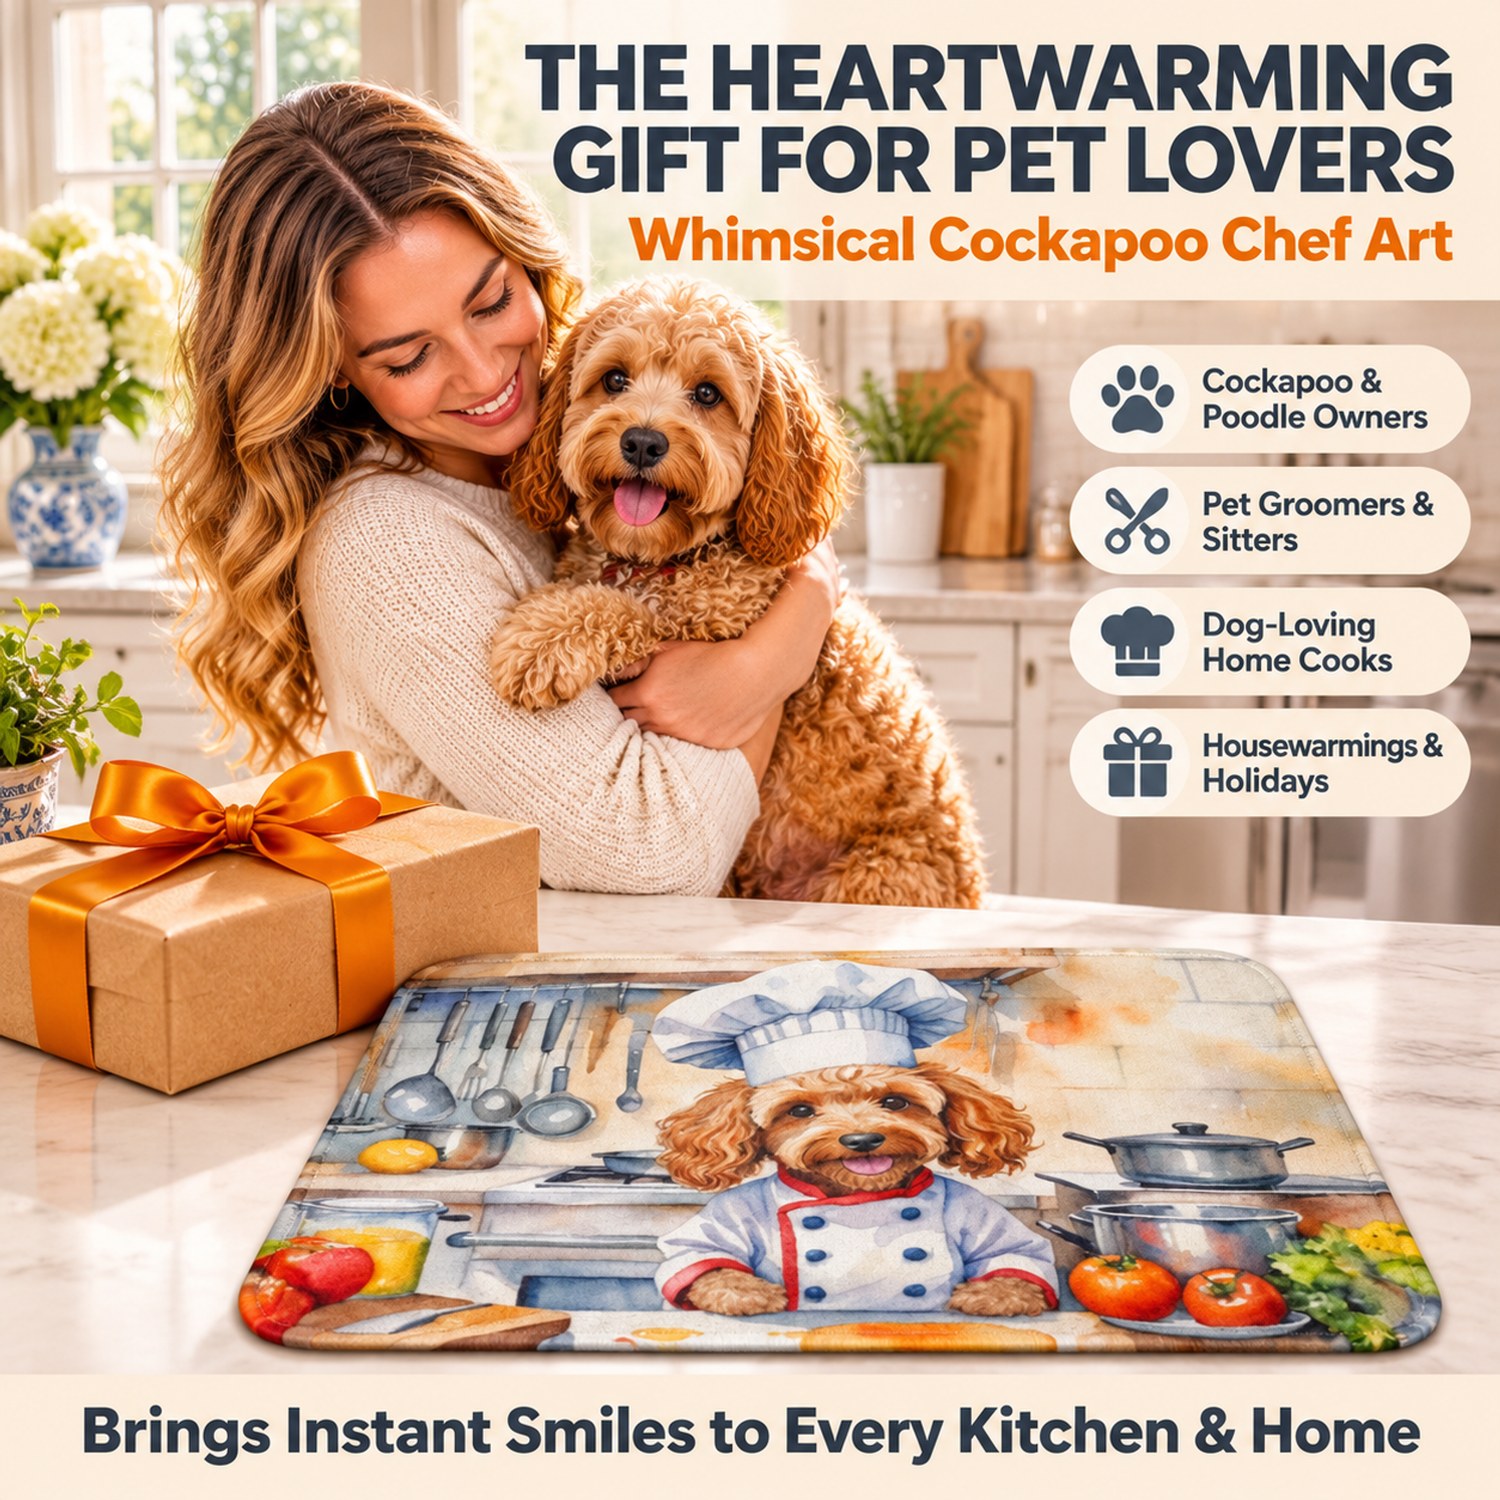 THE HEARTWARMING
GIFT FOR PET LOVERS
Whimsical Cockapoo Chef Art
Cockapoo &
Poodle Owners
Pet Groomers &
Sitters
Dog-Loving
Home Cooks
Housewarmings &
Holidays
Brings Instant Smiles to Every Kitchen & Home